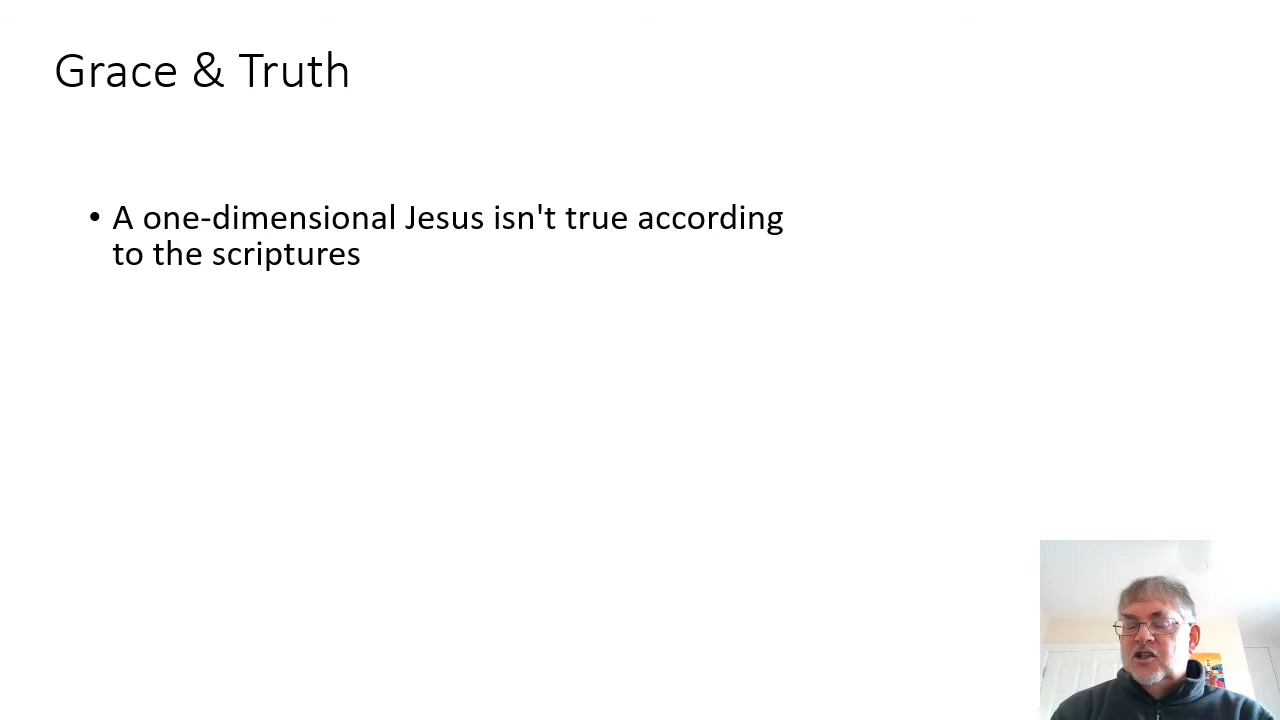 Grace & Truth
• A one-dimensional Jesus isn't true according
to the scriptures